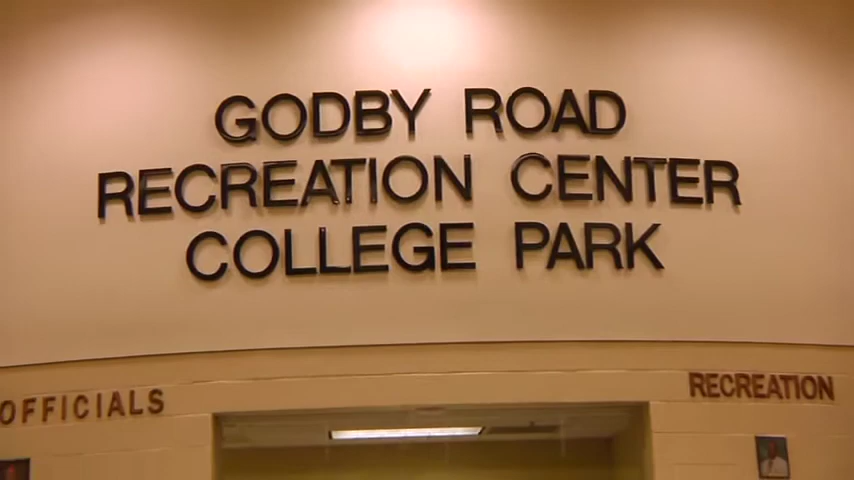 GODBY ROAD
RECREATION CENTER
COLLEGE PARK
OFFICIALS
RECREATION